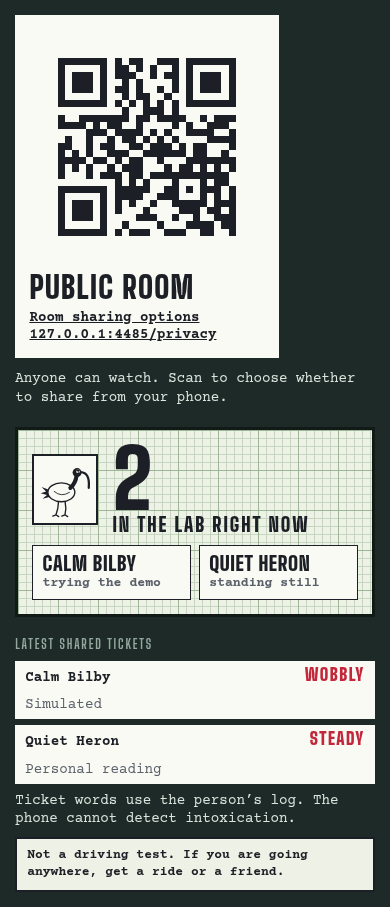 PUBLIC ROOM
Room sharing options
127.0.0.1:4485/privacy
Anyone can watch. Scan to choose whether
to share from your phone.
2
IN THE LAB RIGHT NOW
CALM BILBY
trying the demo
QUIET HERON
standing still
LATEST SHARED TICKETS
Calm Bilby
WOBBLY
Simulated
Quiet Heron
STEADY
Personal reading
Ticket words use the person’s log. The
phone cannot detect intoxication.
Not a driving test. If you are going
anywhere, get a ride or a friend.